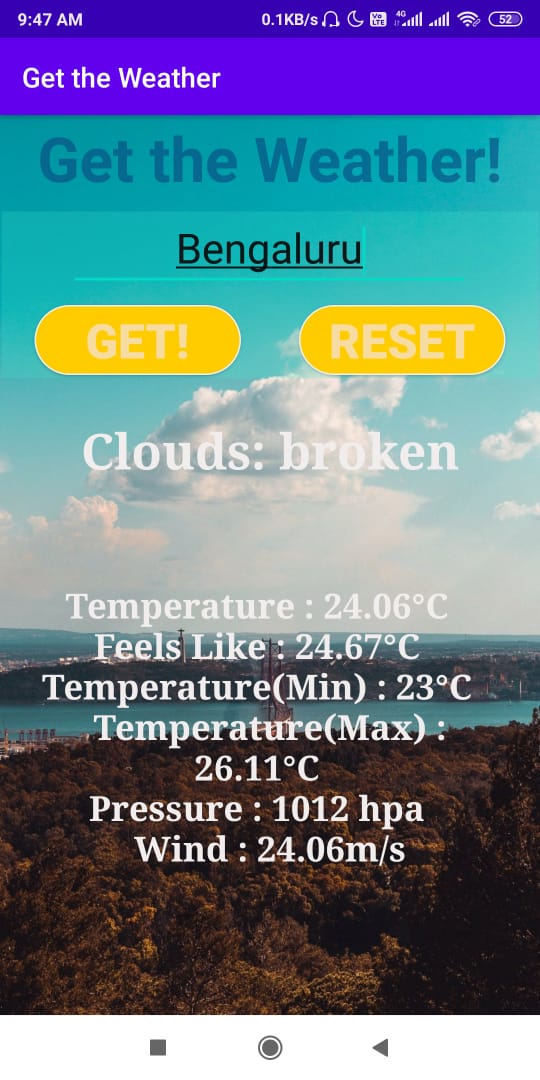 9:47 AM 0.1KB/s Vo LTE 4G 52
Get the Weather
Get the Weather!
Bengaluru
GET! RESET
Clouds: broken
Temperature : 24.06°C
Feels Like : 24.67°C
Temperature(Min) : 23°C
Temperature(Max) :
26.11°C
Pressure : 1012 hpa
Wind : 24.06m/s